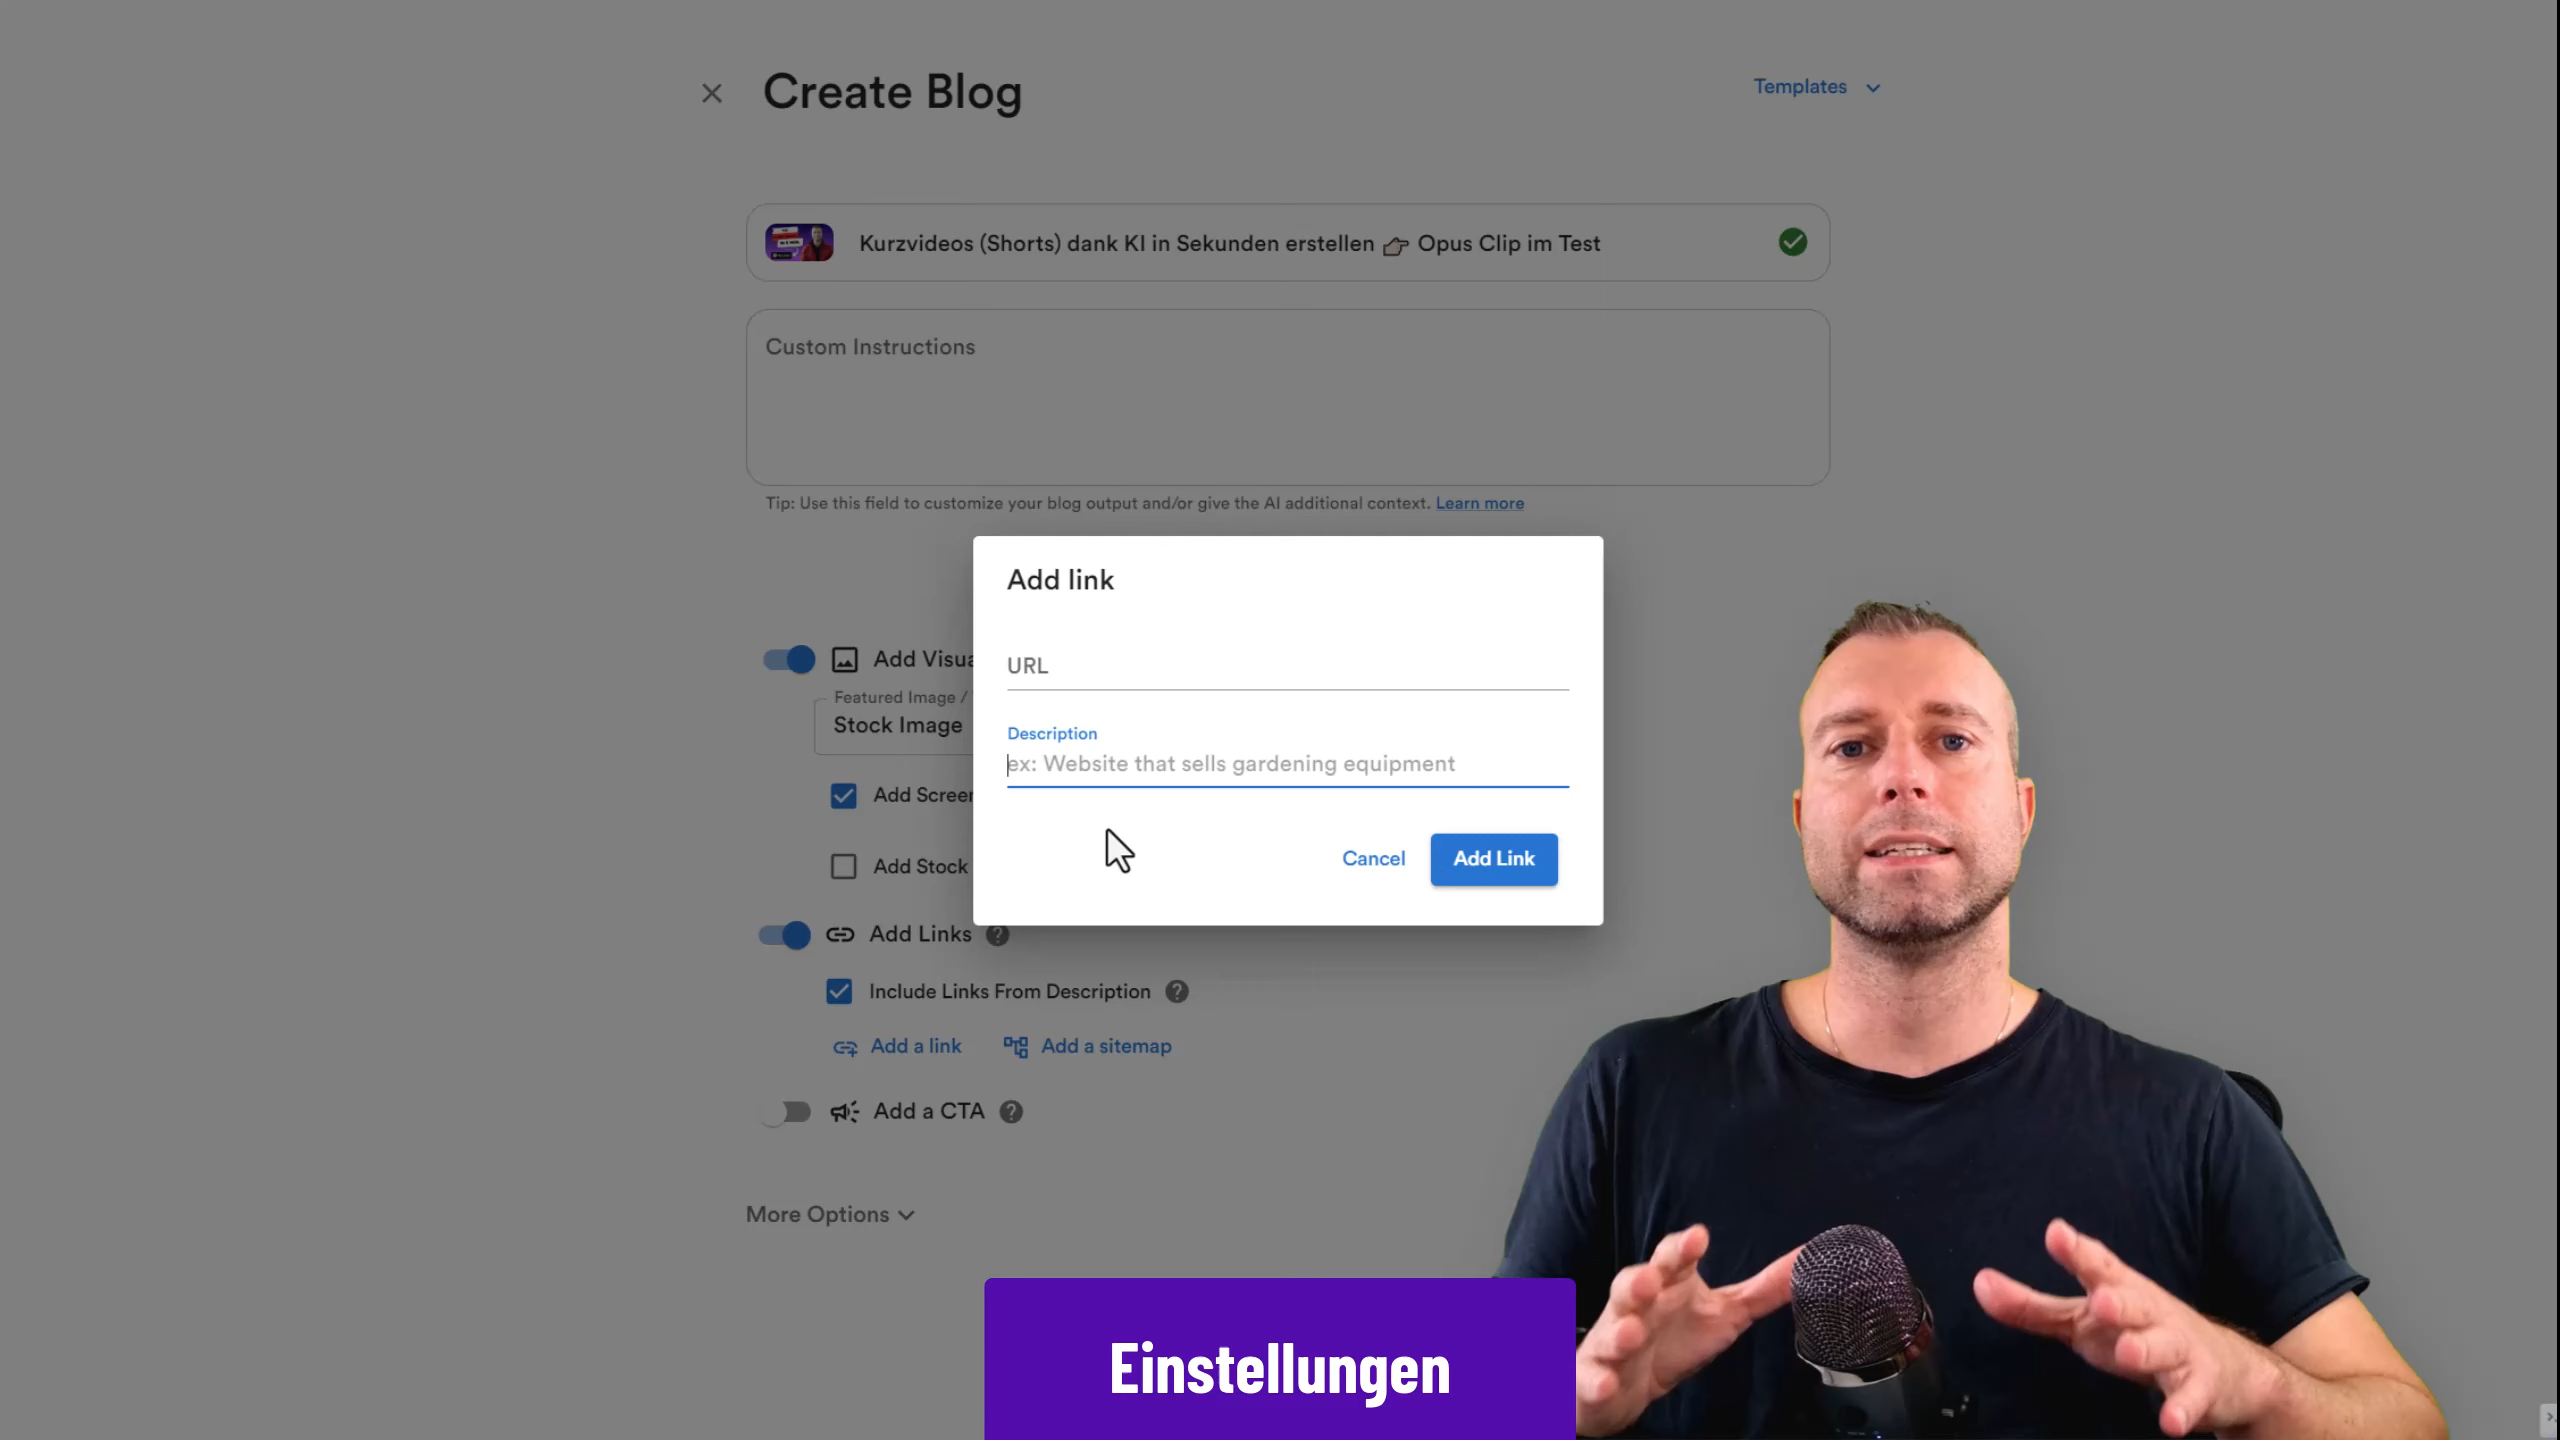 Create Blog
Templates
Kurzvideos (Shorts) dank KI in Sekunden erstellen 👉 Opus Clip im Test
Custom Instructions
Tip: Use this field to customize your blog output and/or give the AI additional context. Learn more
Add link
URL
Description
ex: Website that sells gardening equipment
Cancel
Add Link
Add Visua
Featured Image /
Stock Image
Add Screen
Add Stock
Add Links
Include Links From Description
Add a link
Add a sitemap
Add a CTA
More Options
Einstellungen